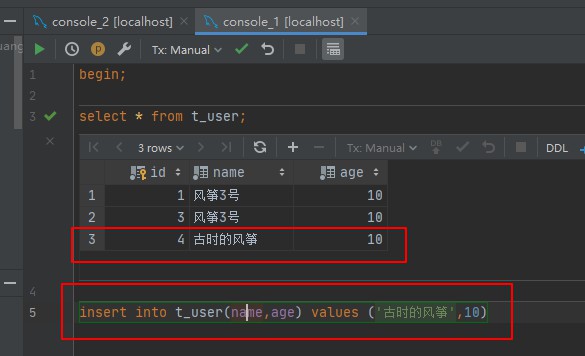 console_2 [localhost] console_1 [localhost]
Tx: Manual
1 begin;
2
3 select * from t_user;
3 rows Tx: Manual DB DDL
id name age
1 1 风筝3号 10
2 3 风筝3号 10
3 4 古时的风筝 10
4
5 insert into t_user(name,age) values ('古时的风筝',10)